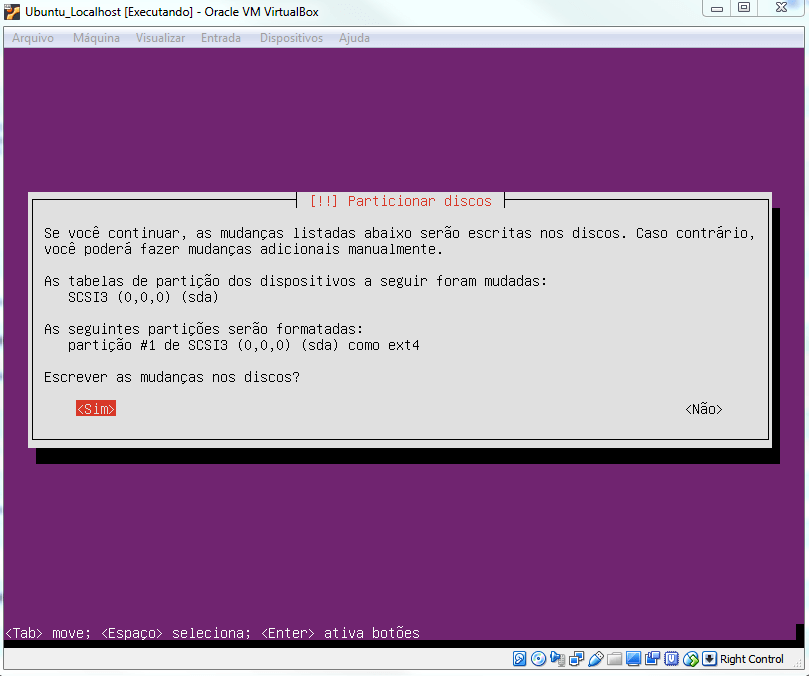 Ubuntu_Localhost [Executando] - Oracle VM VirtualBox
Arquivo Máquina Visualizar Entrada Dispositivos Ajuda
[!!] Particionar discos
Se você continuar, as mudanças listadas abaixo serão escritas nos discos. Caso contrário,
você poderá fazer mudanças adicionais manualmente.
As tabelas de partição dos dispositivos a seguir foram mudadas:
SCSI3 (0,0,0) (sda)
As seguintes partições serão formatadas:
partição #1 de SCSI3 (0,0,0) (sda) como ext4
Escrever as mudanças nos discos?
<Sim> <Não>
<Tab> move; <Espaço> seleciona; <Enter> ativa botões
Right Control